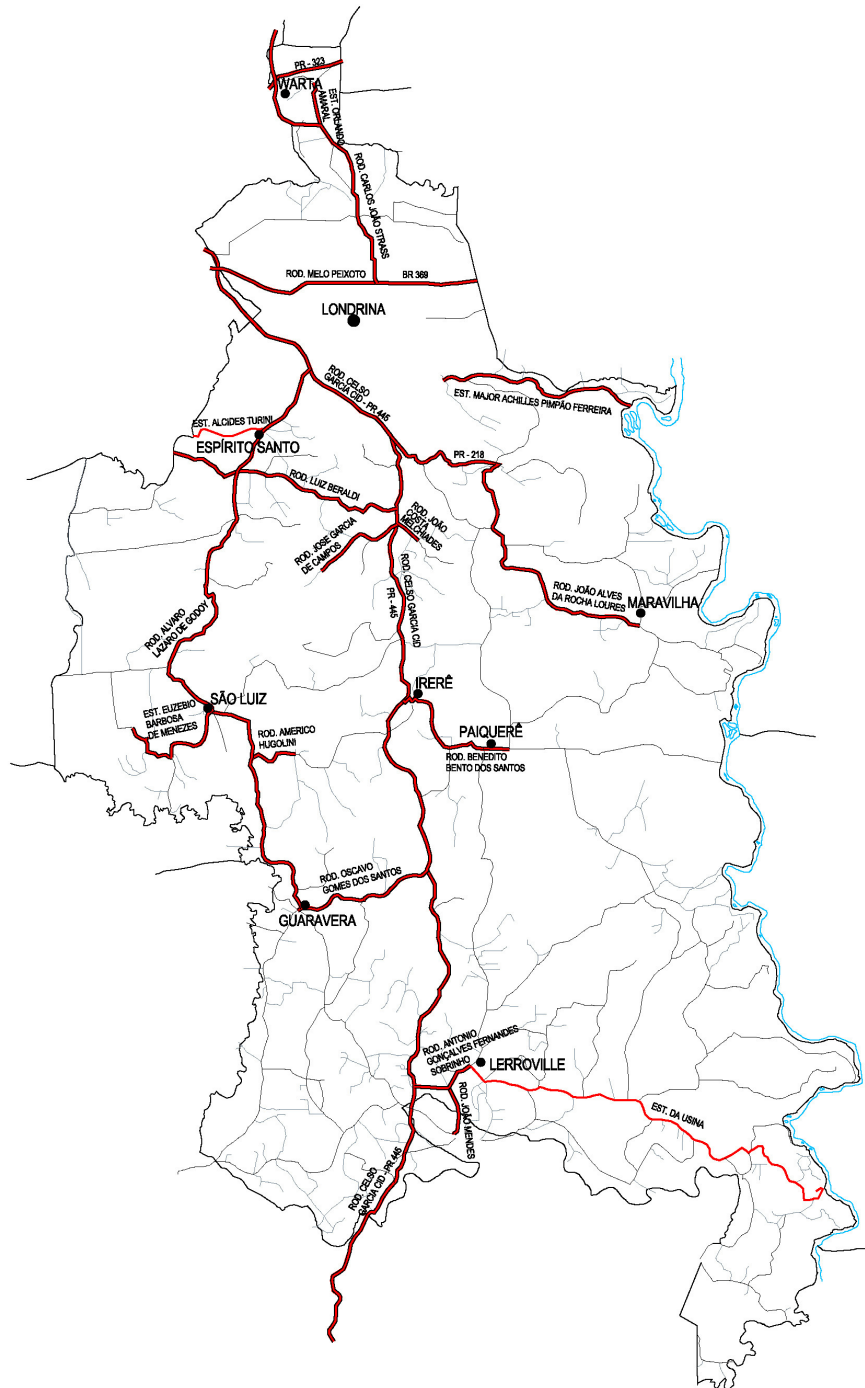 PR - 323
WARTA
EST. ORLANDO
AMARAL
ROD. CARLOS JOÃO STRASS
ROD. MELO PEIXOTO
BR 369
LONDRINA
ROD. CELSO
GARCIA CID - PR 445
EST. MAJOR ACHILLES PIMPÃO FERREIRA
EST. ALCIDES TURINI
ESPÍRITO SANTO
PR - 218
ROD. LUIZ BERALDI
ROD. JOÃO
COSTA
MELCHIADES
ROD. JOSE GARCIA
DE CAMPOS
ROD. CELSO GARCIA CID
PR - 445
ROD. JOÃO ALVES
DA ROCHA LOURES
MARAVILHA
ROD. ALVARO
LAZARO DE GODOY
IRERÊ
SÃO LUIZ
EST. EUZEBIO
BARBOSA
DE MENEZES
ROD. AMERICO
HUGOLINI
PAIQUERÊ
ROD. BENEDITO
BENTO DOS SANTOS
ROD. OSCAVO
GOMES DOS SANTOS
GUARAVERA
ROD. ANTONIO
GONÇALVES FERNANDES
SOBRINHO
LERROVILLE
ROD. JOÃO MENDES
EST. DA USINA
ROD. CELSO
GARCIA CID - PR 445